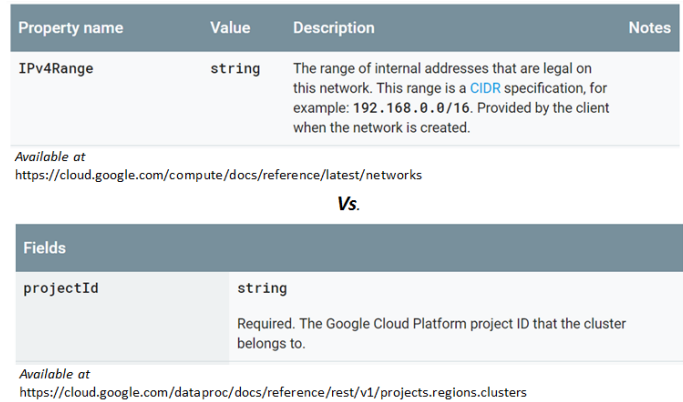 Property name Value Description Notes
IPv4Range string The range of internal addresses that are legal on
this network. This range is a CIDR specification, for
example: 192.168.0.0/16. Provided by the client
when the network is created.
Available at
https://cloud.google.com/compute/docs/reference/latest/networks
Vs.
Fields
projectId string
Required. The Google Cloud Platform project ID that the cluster
belongs to.
Available at
https://cloud.google.com/dataproc/docs/reference/rest/v1/projects.regions.clusters